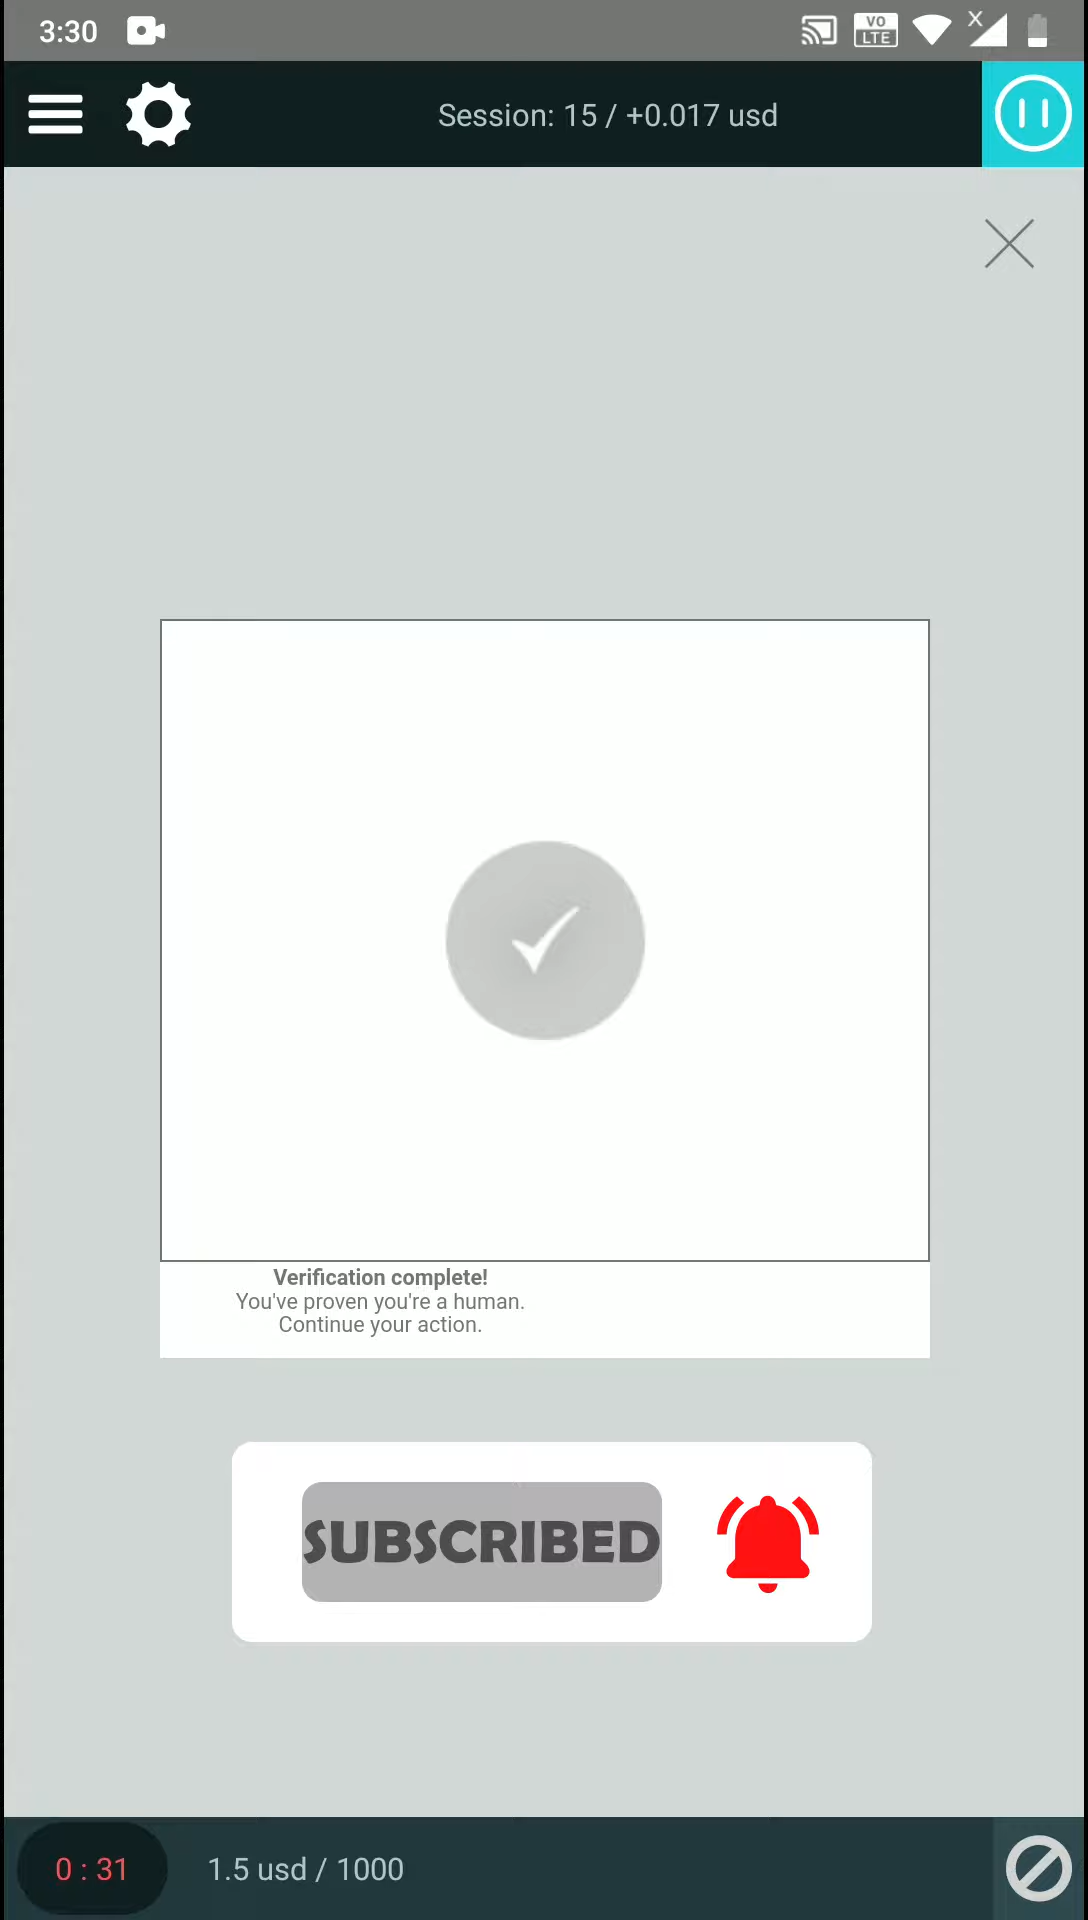 3:30
VO
LTE
X
Session: 15 / +0.017 usd
Verification complete!
You've proven you're a human.
Continue your action.
SUBSCRIBED
0 : 31
1.5 usd / 1000